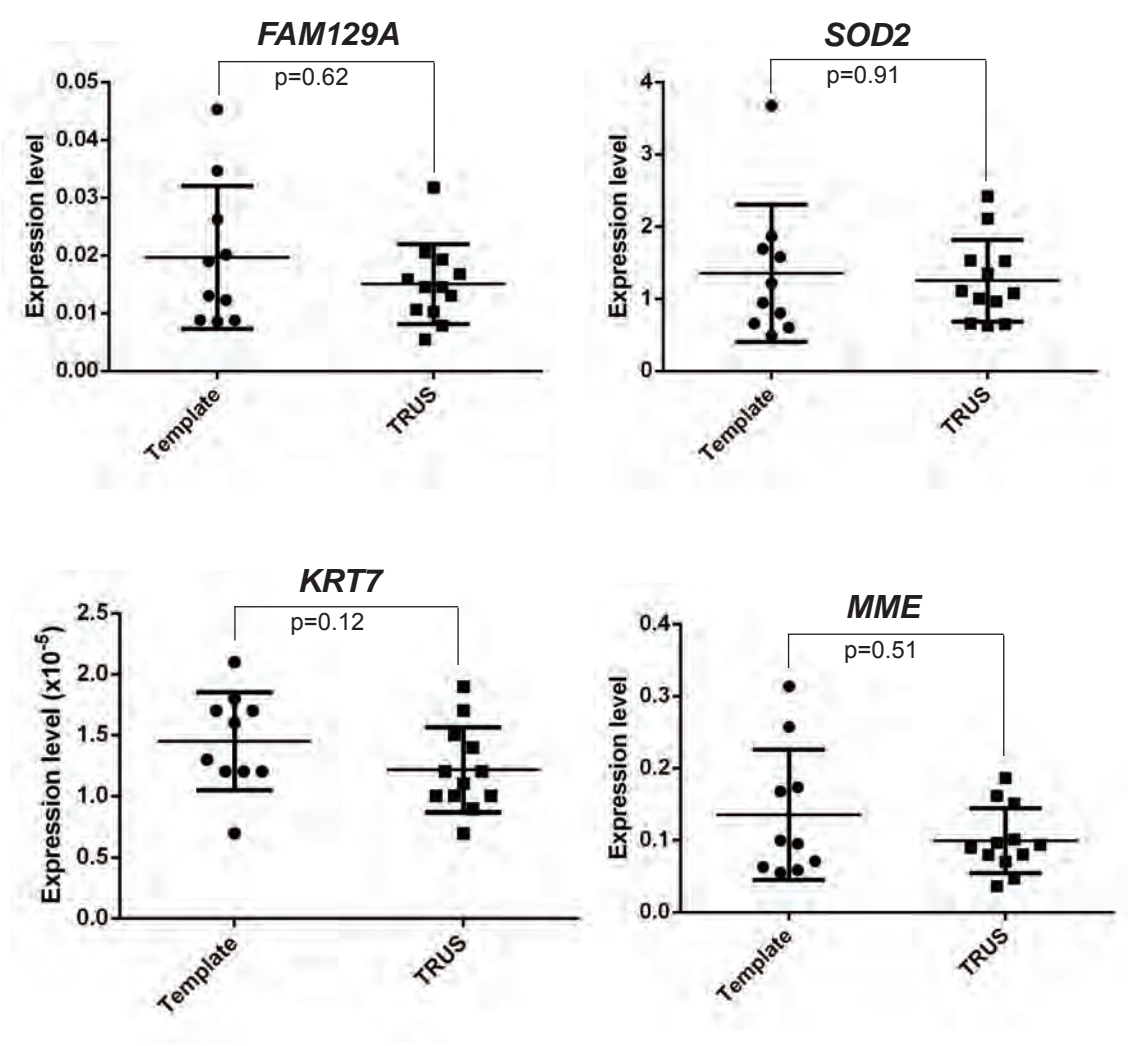 FAM129A
p=0.62
Expression level
0.05
0.04
0.03
0.02
0.01
0.00
Template
TRUS
SOD2
p=0.91
Expression level
4
3
2
1
0
Template
TRUS
KRT7
p=0.12
Expression level (x10-5)
2.5
2.0
1.5
1.0
0.5
0.0
Template
TRUS
MME
p=0.51
Expression level
0.4
0.3
0.2
0.1
0.0
Template
TRUS